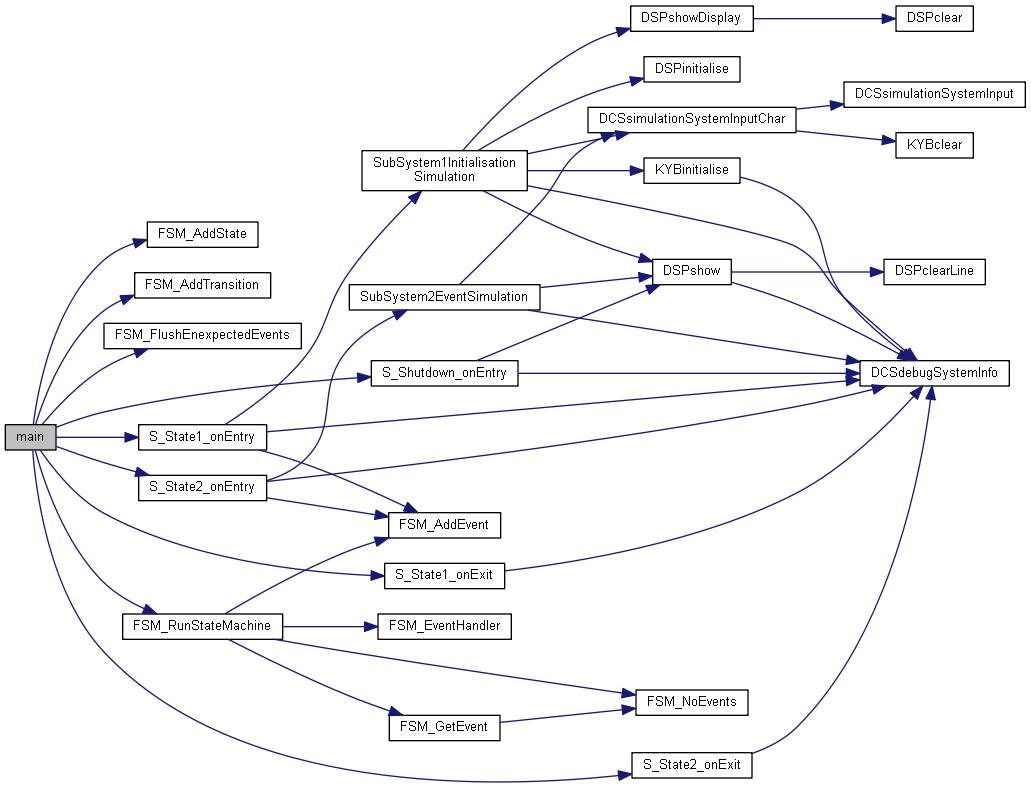 DSPshowDisplay
DSPclear
DSPinitialise
DCSsimulationSystemInput
DCSsimulationSystemInputChar
KYBclear
SubSystem1Initialisation
Simulation
KYBinitialise
FSM_AddState
DSPshow
DSPclearLine
FSM_AddTransition
SubSystem2EventSimulation
FSM_FlushEnexpectedEvents
S_Shutdown_onEntry
DCSdebugSystemInfo
main
S_State1_onEntry
S_State2_onEntry
FSM_AddEvent
S_State1_onExit
FSM_RunStateMachine
FSM_EventHandler
FSM_NoEvents
FSM_GetEvent
S_State2_onExit